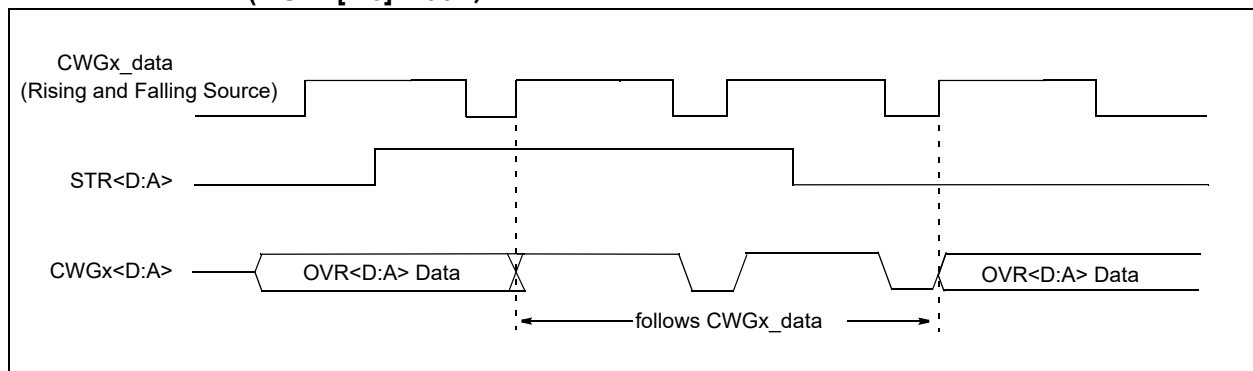 CWGx_data
(Rising and Falling Source)
STR<D:A>
CWGx<D:A>
OVR<D:A> Data
OVR<D:A> Data
follows CWGx_data